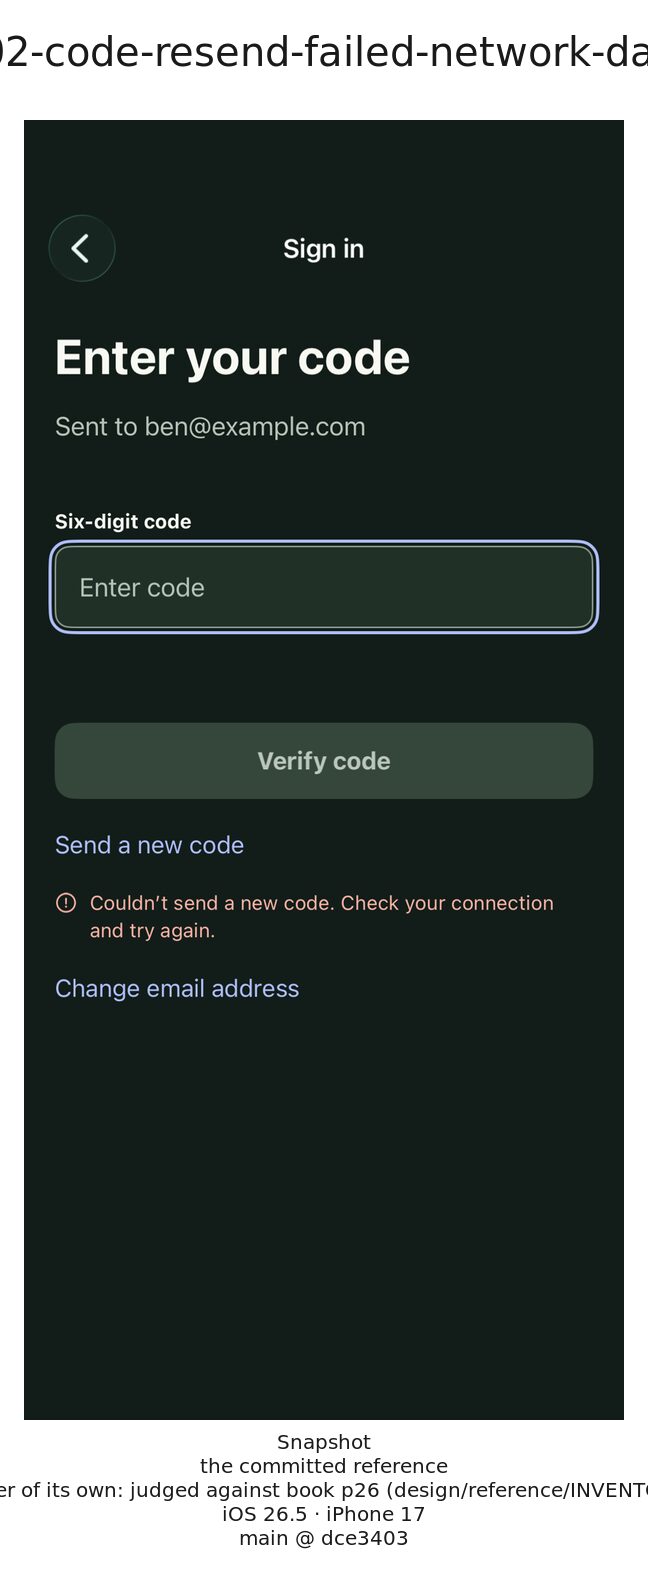 02-code-resend-failed-network-da
Sign in
Enter your code
Sent to ben@example.com
Six-digit code
Enter code
Verify code
Send a new code
Couldn’t send a new code. Check your connection
and try again.
Change email address
Snapshot
the committed reference
er of its own: judged against book p26 (design/reference/INVENTO
iOS 26.5 · iPhone 17
main @ dce3403